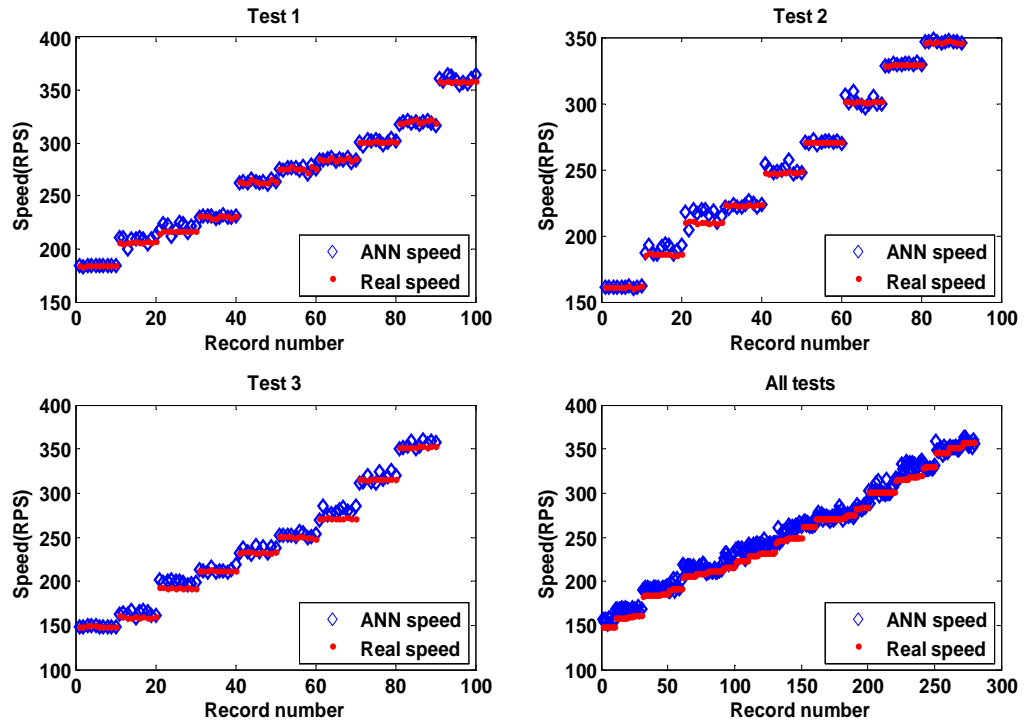 Test 1
400
350
300
250
200
150
Speed(RPS)
0 20 40 60 80 100
Record number
ANN speed
Real speed
Test 2
350
300
250
200
150
Speed(RPS)
0 20 40 60 80 100
Record number
ANN speed
Real speed
Test 3
400
350
300
250
200
150
100
Speed(RPS)
0 20 40 60 80 100
Record number
ANN speed
Real speed
All tests
400
350
300
250
200
150
100
Speed(RPS)
0 50 100 150 200 250 300
Record number
ANN speed
Real speed